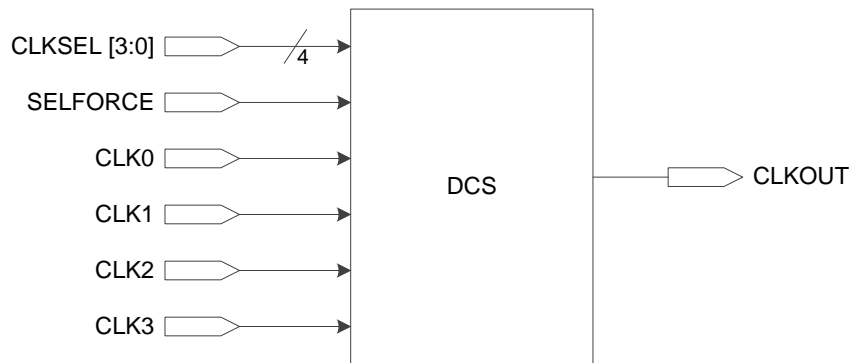 CLKSEL [3:0]
4
SELFORCE
CLK0
CLK1
DCS
CLKOUT
CLK2
CLK3